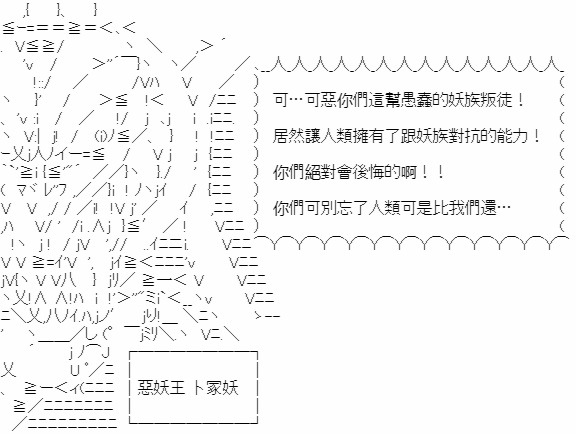 可…可惡你們這幫愚蠢的妖族叛徒！
居然讓人類擁有了跟妖族對抗的能力！
你們絕對會後悔的啊！！
你們可別忘了人類可是比我們還…
惡妖王 卜冢妖